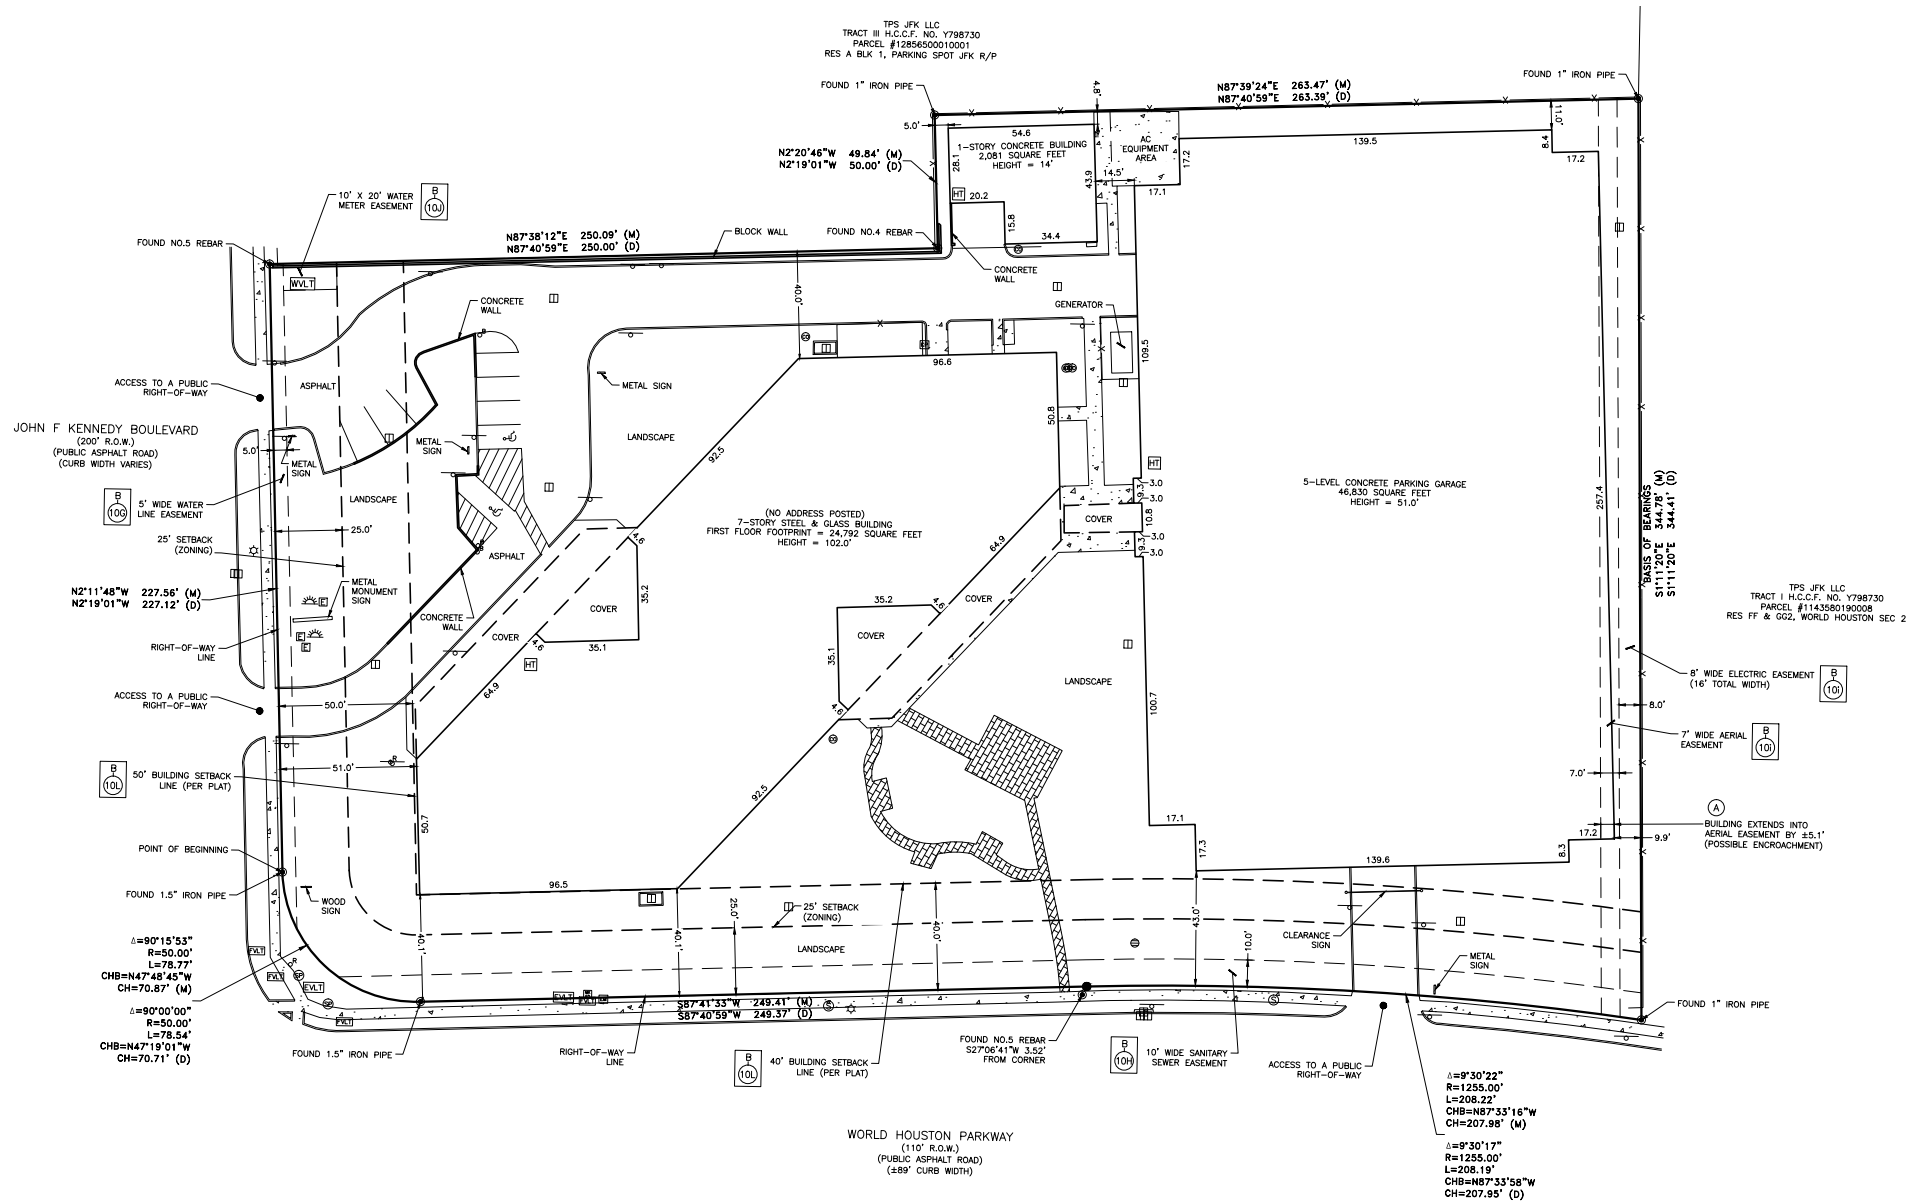 TPS JFK LLC
TRACT III H.C.C.F. NO. Y798730
PARCEL #12856500010001
RES A BLK 1, PARKING SPOT JFK R/P
FOUND 1" IRON PIPE
FOUND 1" IRON PIPE
N87°39'24"E 263.47' (M)
N87°40'59"E 263.39' (D)
4.8'
11.0'
5.0'
54.6
1-STORY CONCRETE BUILDING
2,081 SQUARE FEET
HEIGHT = 14'
AC
EQUIPMENT
AREA
139.5
8.4
17.2
17.2
N2°20'46"W 49.84' (M)
N2°19'01"W 50.00' (D)
28.1
43.9
14.5'
17.1
HT
20.2
15.8
34.4
10' X 20' WATER
METER EASEMENT
B
10J
FOUND NO.5 REBAR
N87°38'12"E 250.09' (M)
N87°40'59"E 250.00' (D)
BLOCK WALL
FOUND NO.4 REBAR
CONCRETE
WALL
WVLT
CONCRETE
WALL
40.0'
GENERATOR
109.5
96.6
ACCESS TO A PUBLIC
RIGHT-OF-WAY
ASPHALT
METAL SIGN
LANDSCAPE
50.8
92.5
JOHN F KENNEDY BOULEVARD
(200' R.O.W.)
(PUBLIC ASPHALT ROAD)
(CURB WIDTH VARIES)
5.0'
METAL
SIGN
METAL
SIGN
B
10G
5' WIDE WATER
LINE EASEMENT
LANDSCAPE
25.0'
25' SETBACK
(ZONING)
(NO ADDRESS POSTED)
7-STORY STEEL & GLASS BUILDING
FIRST FLOOR FOOTPRINT = 24,792 SQUARE FEET
HEIGHT = 102.0'
HT
9.3
3.0
3.0
COVER
10.8
3.0
9.3
3.0
5-LEVEL CONCRETE PARKING GARAGE
46,830 SQUARE FEET
HEIGHT = 51.0'
257.4
BASIS OF BEARINGS
S1°11'20"E 344.78' (M)
S1°11'20"E 344.41' (D)
ASPHALT
4.6
35.2
64.9
N2°11'48"W 227.56' (M)
N2°19'01"W 227.12' (D)
METAL
MONUMENT
SIGN
E
E
E
CONCRETE
WALL
COVER
COVER
4.6
35.1
HT
35.2
4.6
COVER
COVER
35.1
4.6
TPS JFK LLC
TRACT I H.C.C.F. NO. Y798730
PARCEL #1143580190008
RES FF & GG2, WORLD HOUSTON SEC 2
RIGHT-OF-WAY
LINE
64.9
LANDSCAPE
100.7
8' WIDE ELECTRIC EASEMENT
(16' TOTAL WIDTH)
B
10i
ACCESS TO A PUBLIC
RIGHT-OF-WAY
50.0'
8.0'
7' WIDE AERIAL
EASEMENT
B
10i
R
51.0'
B
10L
50' BUILDING SETBACK
LINE (PER PLAT)
7.0'
92.5
50.7
17.1
17.3
A
BUILDING EXTENDS INTO
AERIAL EASEMENT BY ±5.1'
(POSSIBLE ENCROACHMENT)
17.2
9.9'
8.3
139.6
POINT OF BEGINNING
FOUND 1.5" IRON PIPE
WOOD
SIGN
96.5
40.1'
40.1'
25.0'
25' SETBACK
(ZONING)
LANDSCAPE
40.0'
43.0'
10.0'
CLEARANCE
SIGN
METAL
SIGN
∆=90°15'53"
R=50.00'
L=78.77'
CHB=N47°48'45"W
CH=70.87' (M)
∆=90°00'00"
R=50.00'
L=78.54'
CHB=N47°19'01"W
CH=70.71' (D)
FVLT
FVLT
EVLT
FVLT
EVLT
S87°41'33"W 249.41' (M)
S87°40'59"W 249.37' (D)
FOUND 1" IRON PIPE
FOUND 1.5" IRON PIPE
RIGHT-OF-WAY
LINE
B
10L
40' BUILDING SETBACK
LINE (PER PLAT)
FOUND NO.5 REBAR
S27°06'41"W 3.52'
FROM CORNER
B
10H
10' WIDE SANITARY
SEWER EASEMENT
ACCESS TO A PUBLIC
RIGHT-OF-WAY
∆=9°30'22"
R=1255.00'
L=208.22'
CHB=N87°33'16"W
CH=207.98' (M)
∆=9°30'17"
R=1255.00'
L=208.19'
CHB=N87°33'58"W
CH=207.95' (D)
WORLD HOUSTON PARKWAY
(110' R.O.W.)
(PUBLIC ASPHALT ROAD)
(±89' CURB WIDTH)